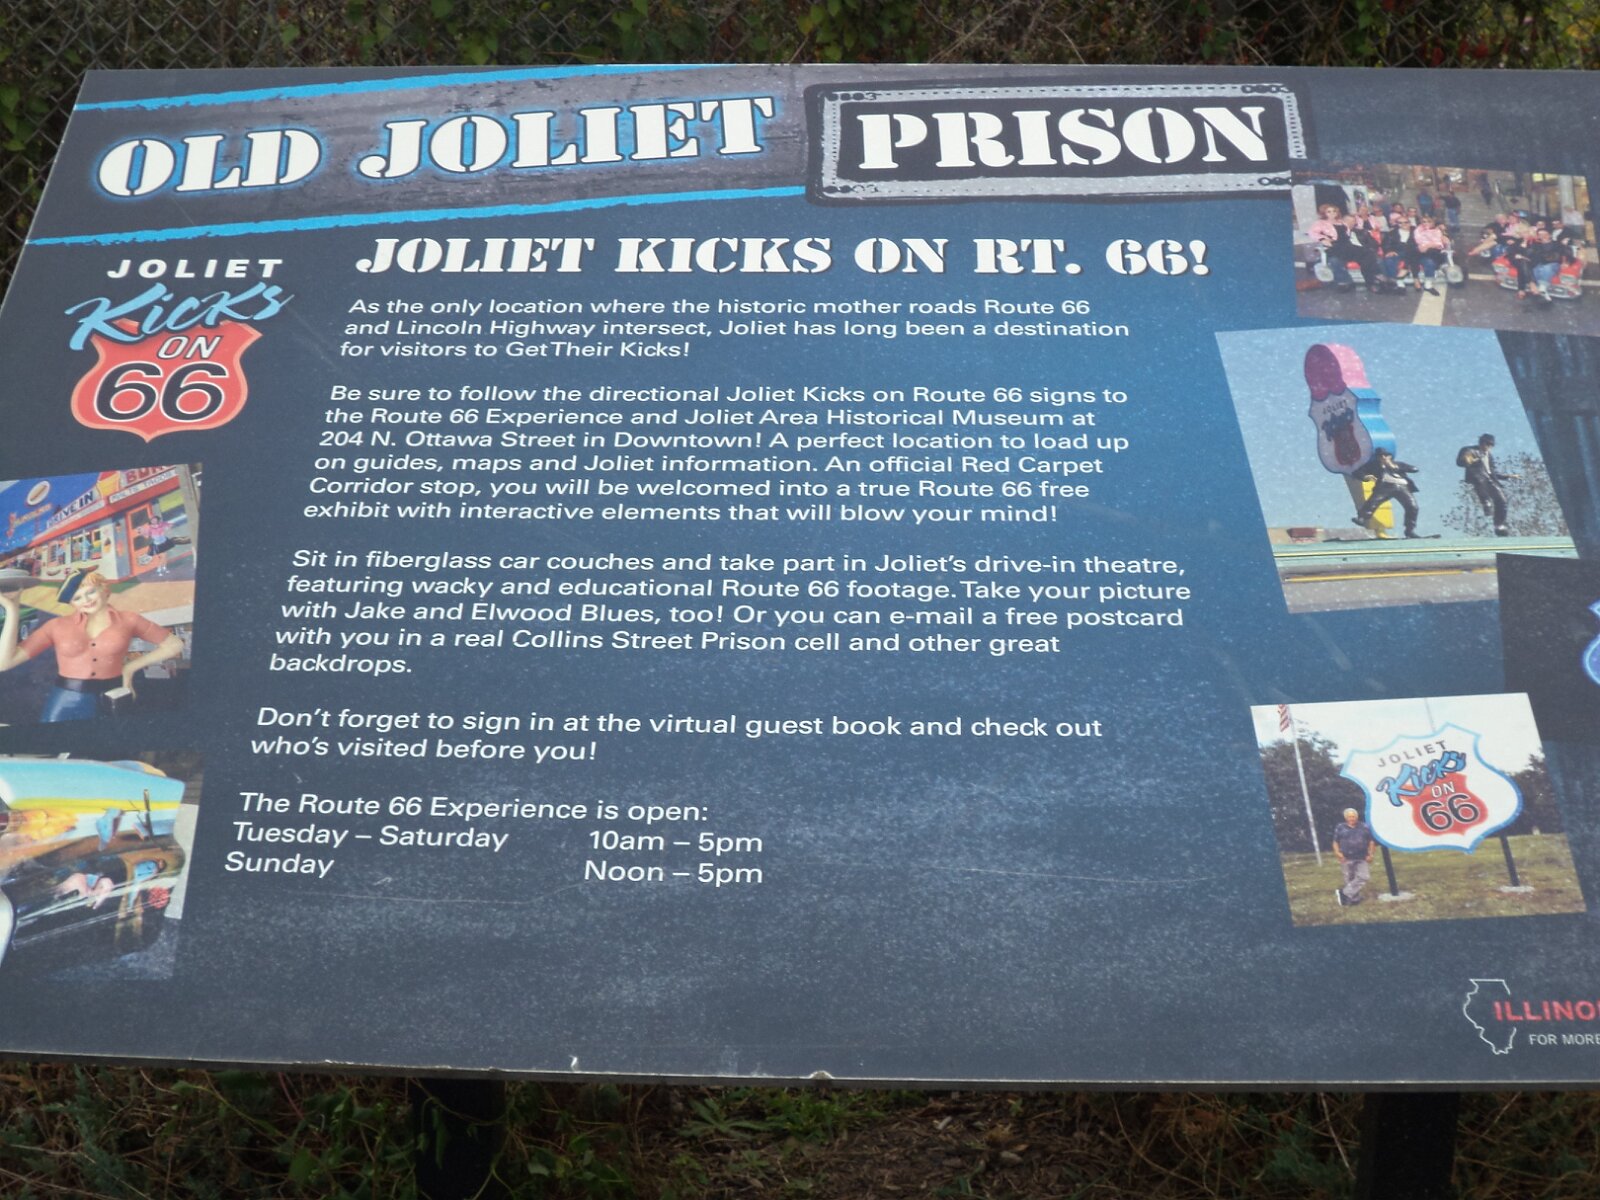 OLD JOLIET PRISON
JOLIET KICKS ON RT. 66!
JOLIET
Kicks
ON
66
As the only location where the historic mother roads Route 66
and Lincoln Highway intersect, Joliet has long been a destination
for visitors to Get Their Kicks!
Be sure to follow the directional Joliet Kicks on Route 66 signs to
the Route 66 Experience and Joliet Area Historical Museum at
204 N. Ottawa Street in Downtown! A perfect location to load up
on guides, maps and Joliet information. An official Red Carpet
Corridor stop, you will be welcomed into a true Route 66 free
exhibit with interactive elements that will blow your mind!
Sit in fiberglass car couches and take part in Joliet's drive-in theatre,
featuring wacky and educational Route 66 footage. Take your picture
with Jake and Elwood Blues, too! Or you can e-mail a free postcard
with you in a real Collins Street Prison cell and other great
backdrops.
Don't forget to sign in at the virtual guest book and check out
who's visited before you!
The Route 66 Experience is open:
Tuesday – Saturday 10am – 5pm
Sunday Noon – 5pm
DRIVE IN
JOLIET
JOLIET
Kicks
ON
66
ILLINO
FOR MORE